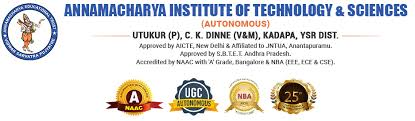 ANNAMACHARYA INSTITUTE OF TECHNOLOGY & SCIENCES
(AUTONOMOUS)
UTUKUR (P), C. K. DINNE (V&M), KADAPA, YSR DIST.
Approved by AICTE, New Delhi & Affiliated to JNTUA, Anantapuramu.
Approved by S.B.T.E.T. Andhra Pradesh.
Accredited by NAAC with 'A' Grade, Bangalore & NBA (EEE, ECE & CSE).
A
NAAC
UGC
AUTONOMOUS
NBA
25